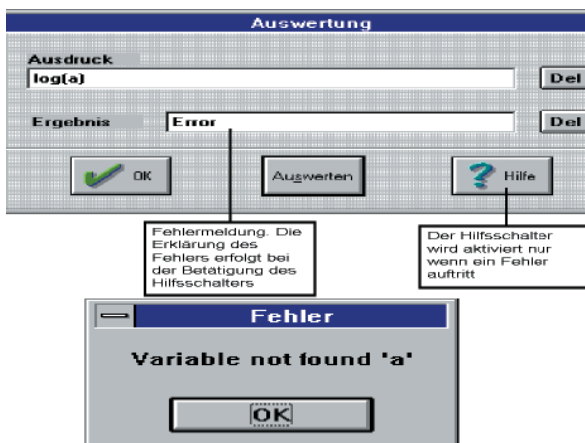 Auswertung
Ausdruck
log(a)
Del
Ergebnis
Error
Del
OK
Auswerten
Hilfe
Fehlermeldung. Die
Erklärung des
Fehlers erfolgt bei
der Betätigung des
Hilfsschalters
Der Hilfsschalter
wird aktiviert nur
wenn ein Fehler
auftritt
Fehler
Variable not found 'a'
OK